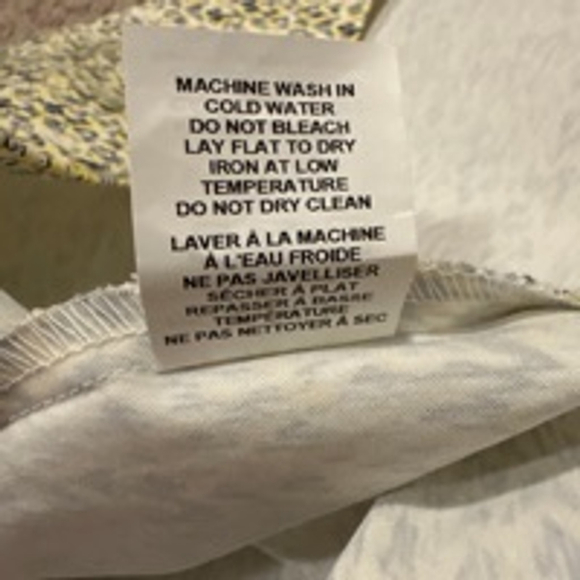 MACHINE WASH IN
COLD WATER
DO NOT BLEACH
LAY FLAT TO DRY
IRON AT LOW
TEMPERATURE
DO NOT DRY CLEAN
LAVER À LA MACHINE
À L'EAU FROIDE
NE PAS JAVELLISER
SÉCHER À PLAT
REPASSER À BASSE
TEMPÉRATURE
NE PAS NETTOYER À SEC